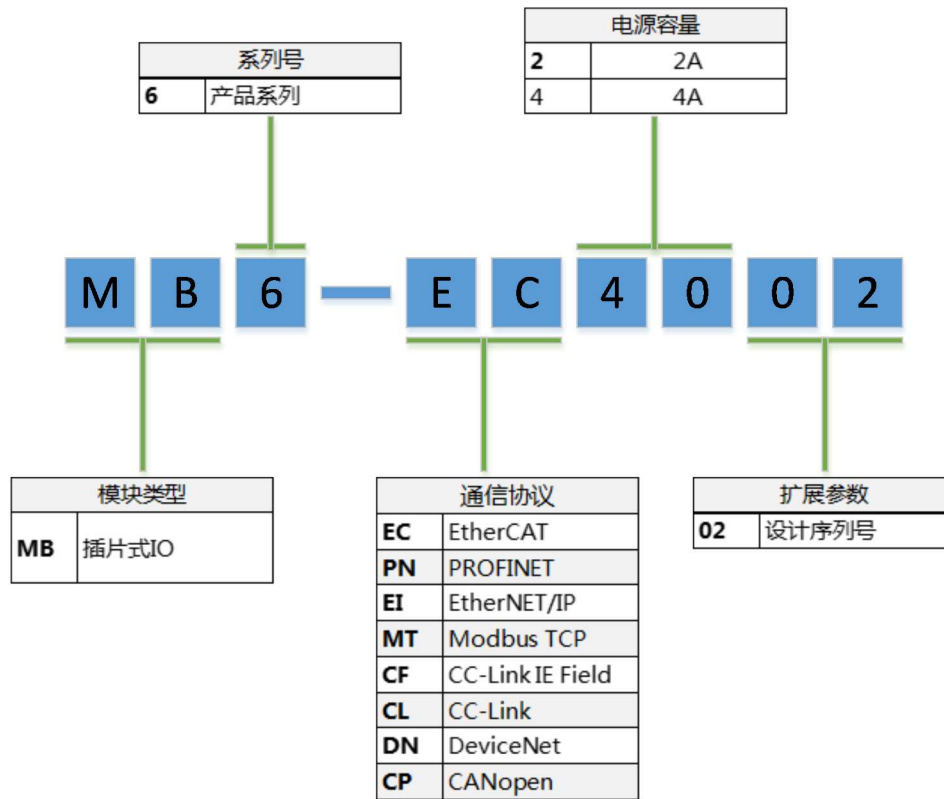 系列号
6 产品系列
电源容量
2 2A
4 4A
M B 6 — E C 4 0 0 2
模块类型
MB 插片式IO
通信协议
EC EtherCAT
PN PROFINET
EI EtherNET/IP
MT Modbus TCP
CF CC-Link IE Field
CL CC-Link
DN DeviceNet
CP CANopen
扩展参数
02 设计序列号